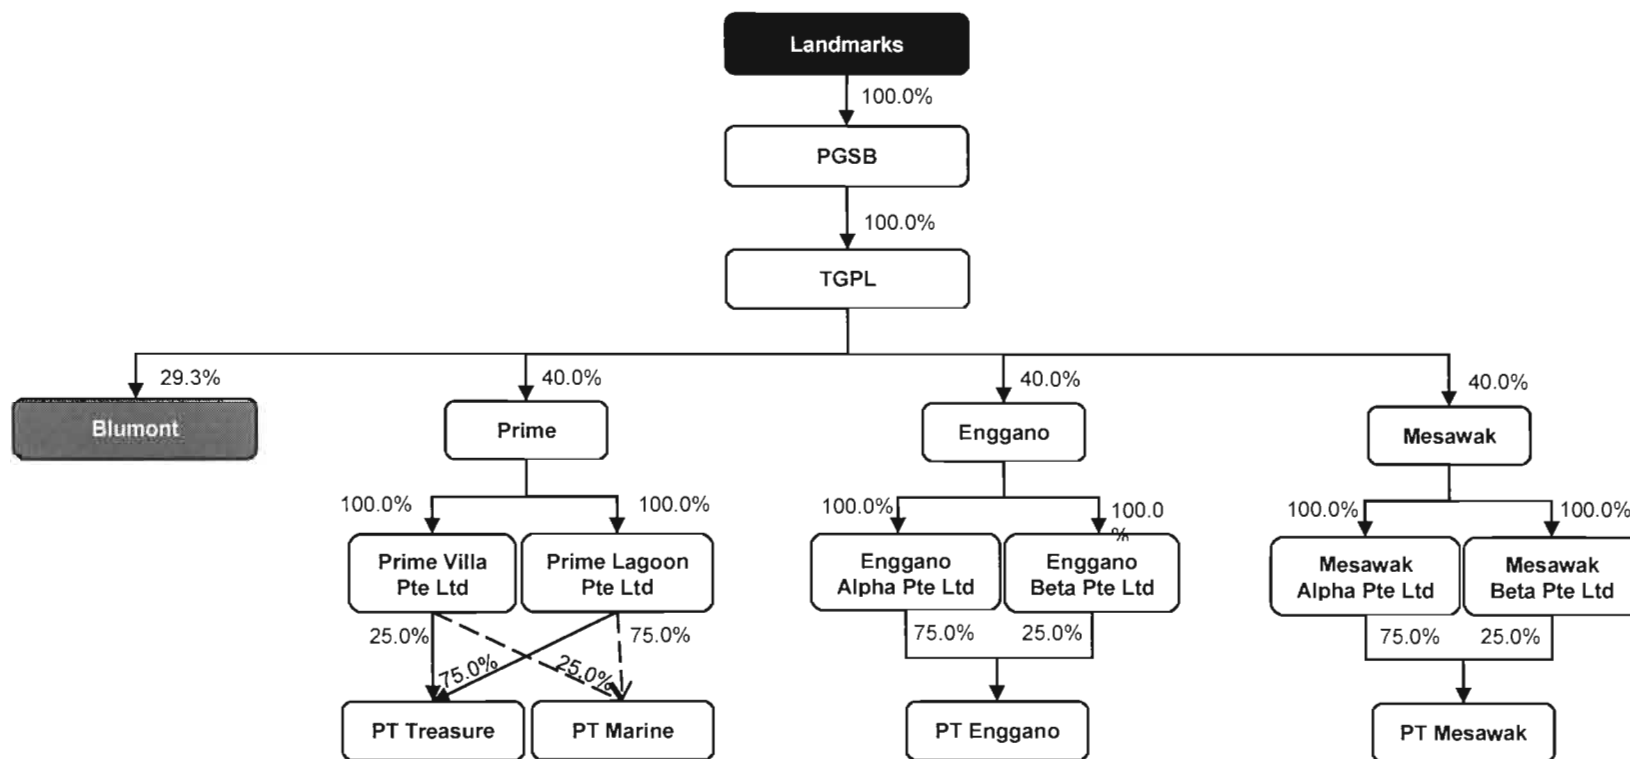 Landmarks
100.0%
PGSB
100.0%
TGPL
29.3%
40.0%
40.0%
40.0%
Blumont
Prime
Enggano
Mesawak
100.0%
100.0%
100.0%
100.0
%
100.0%
100.0%
Prime Villa
Pte Ltd
Prime Lagoon
Pte Ltd
Enggano
Alpha Pte Ltd
Enggano
Beta Pte Ltd
Mesawak
Alpha Pte Ltd
Mesawak
Beta Pte Ltd
25.0%
75.0%
25.0%
75.0%
75.0%
25.0%
75.0%
25.0%
PT Treasure
PT Marine
PT Enggano
PT Mesawak